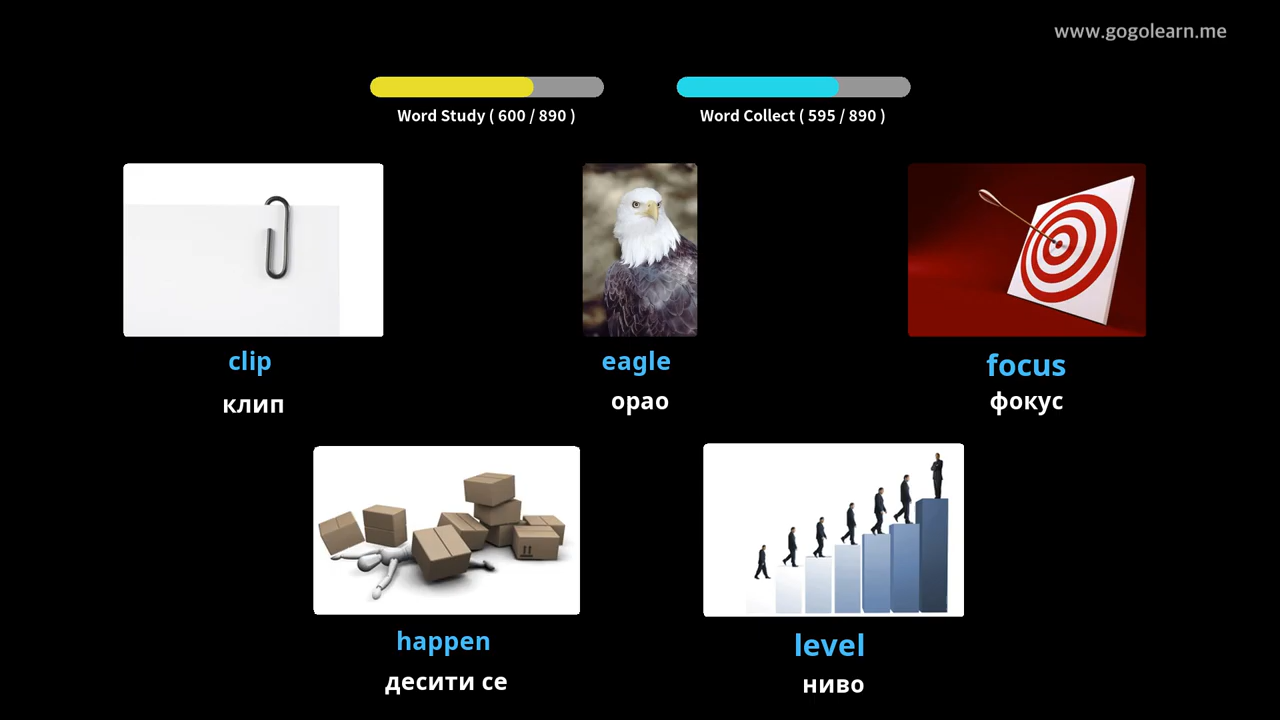 www.gogolearn.me
Word Study ( 600 / 890 )
Word Collect ( 595 / 890 )
clip
клип
eagle
орао
focus
фокус
happen
десити се
level
ниво